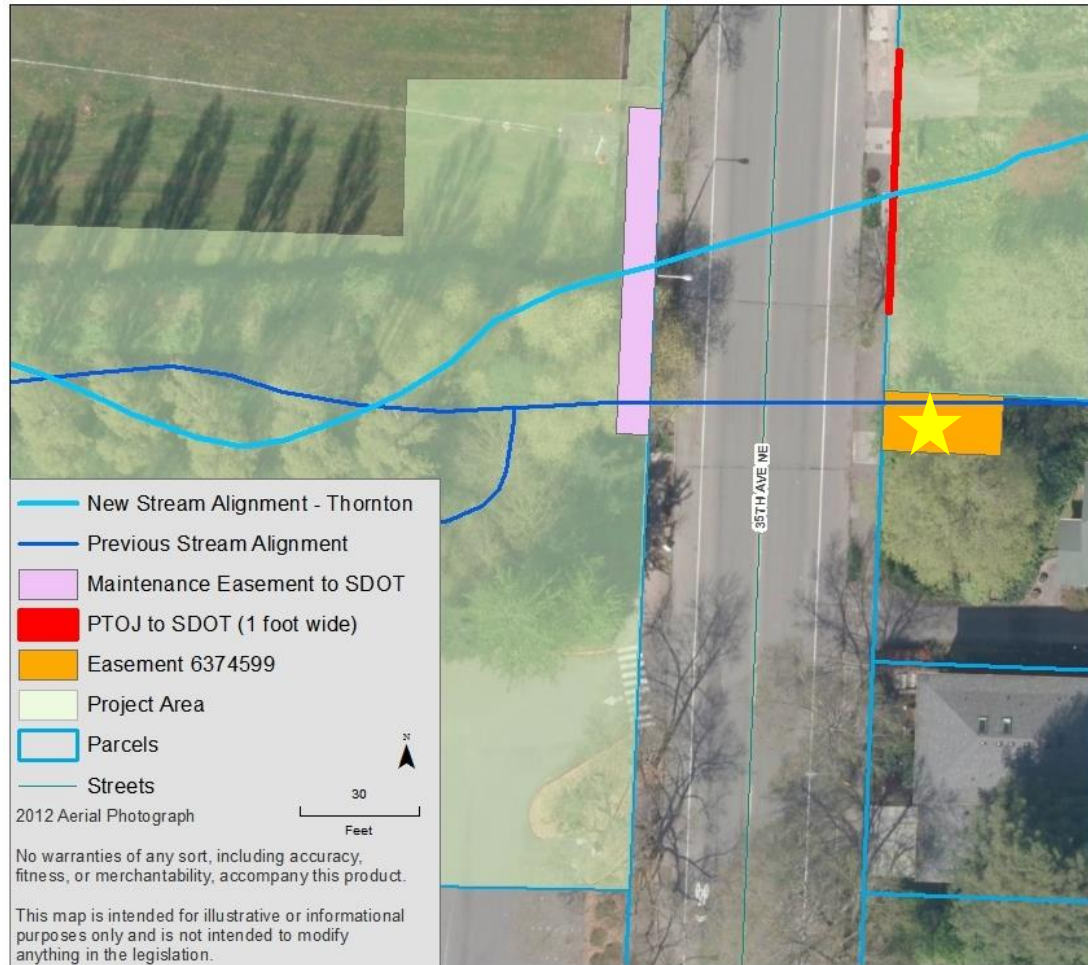 35TH AVE NE
New Stream Alignment - Thornton
Previous Stream Alignment
Maintenance Easement to SDOT
PTOJ to SDOT (1 foot wide)
Easement 6374599
Project Area
Parcels
Streets
N
30
Feet
2012 Aerial Photograph
No warranties of any sort, including accuracy,
fitness, or merchantability, accompany this product.
This map is intended for illustrative or informational
purposes only and is not intended to modify
anything in the legislation.